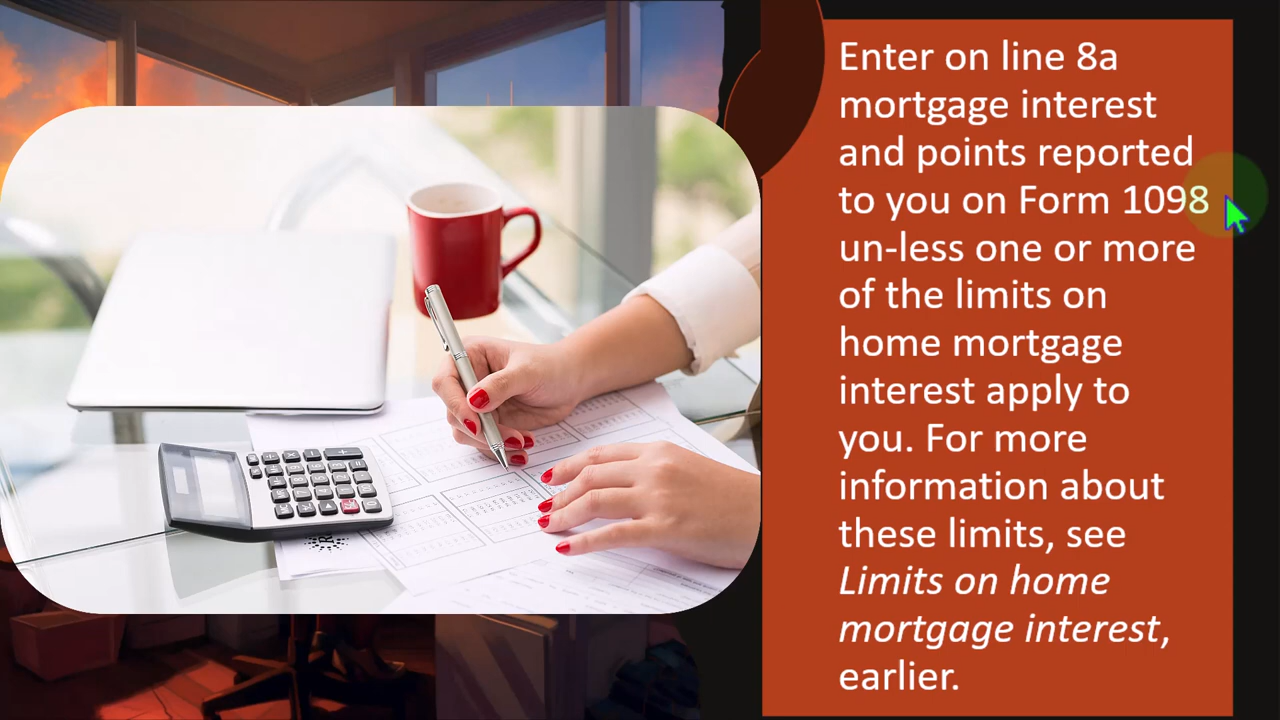 Enter on line 8a
mortgage interest
and points reported
to you on Form 1098
un-less one or more
of the limits on
home mortgage
interest apply to
you. For more
information about
these limits, see
Limits on home
mortgage interest,
earlier.